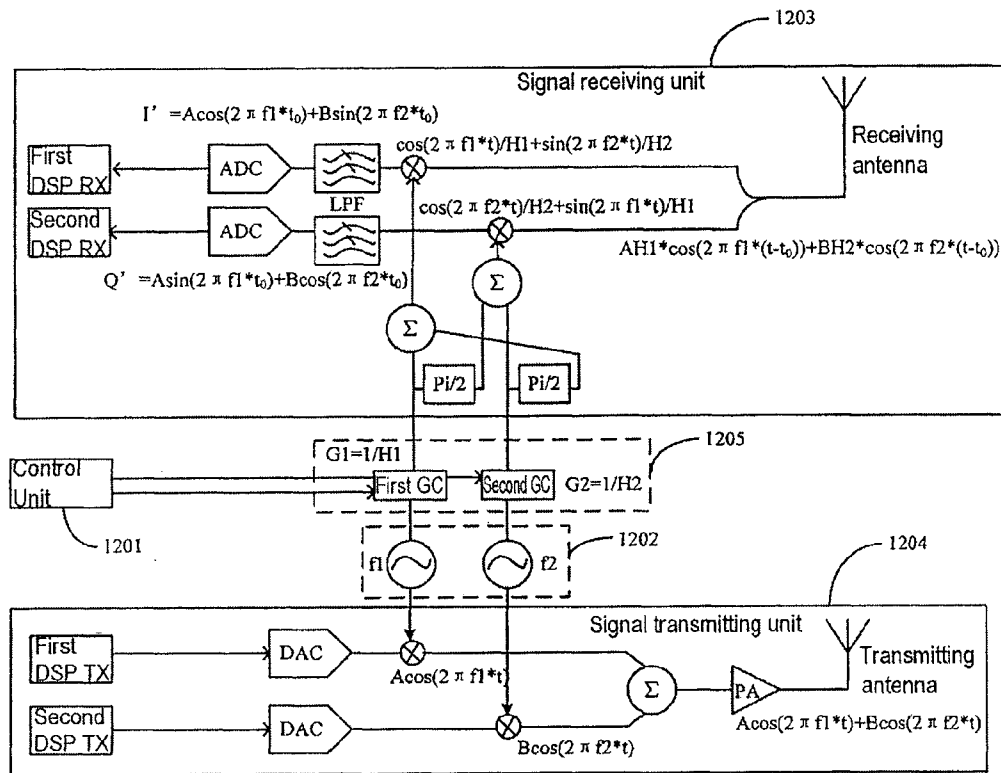 1203
Signal receiving unit
I' =Acos(2 π f1*t₀)+Bsin(2 π f2*t₀)
Receiving
antenna
First
DSP RX
ADC
LPF
cos(2 π f1*t)/H1+sin(2 π f2*t)/H2
Second
DSP RX
ADC
cos(2 π f2*t)/H2+sin(2 π f1*t)/H1
AH1*cos(2 π f1*(t-t₀))+BH2*cos(2 π f2*(t-t₀))
Q' =Asin(2 π f1*t₀)+Bcos(2 π f2*t₀)
Σ
Σ
Pi/2
Pi/2
1205
G1=1/H1
Control
Unit
First GC
Second GC
G2=1/H2
1201
1202
f1
f2
1204
Signal transmitting unit
First
DSP TX
DAC
Acos(2 π f1*t)
Transmitting
antenna
Σ
PA
Second
DSP TX
DAC
Bcos(2 π f2*t)
Acos(2 π f1*t)+Bcos(2 π f2*t)